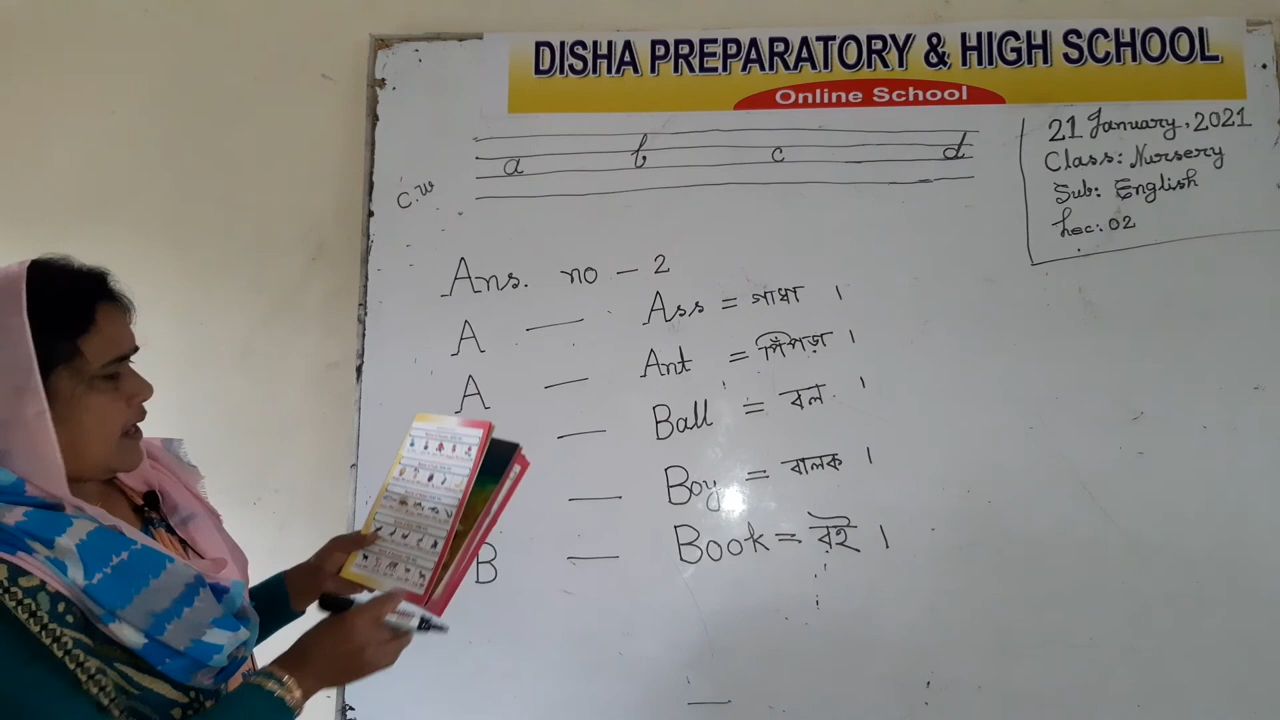 DISHA PREPARATORY & HIGH SCHOOL
Online School
21 January, 2021
Class: Nursery
Sub: English
Lec: 02
a b c d
C.W
Ans. no - 2
A — Ass = গাধা ।
A — Ant = পিঁপড়া ।
— Ball = বল ।
— Boy = বালক ।
B — Book = বই ।